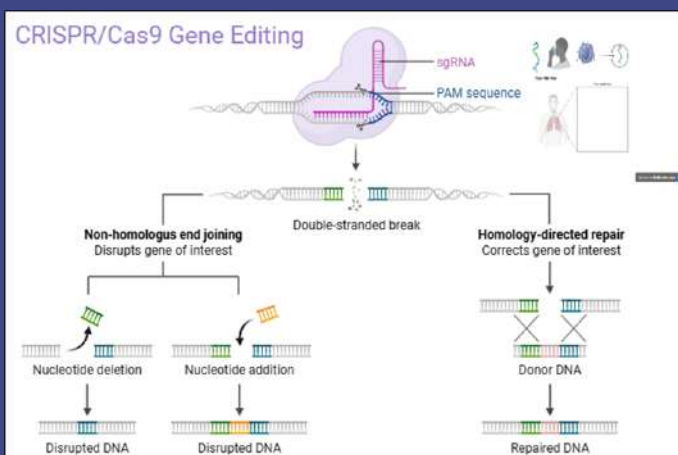 CRISPR/Cas9 Gene Editing
sgRNA
PAM sequence
Double-stranded break
Non-homologus end joining
Disrupts gene of interest
Homology-directed repair
Corrects gene of interest
Nucleotide deletion
Nucleotide addition
Donor DNA
Disrupted DNA
Disrupted DNA
Repaired DNA